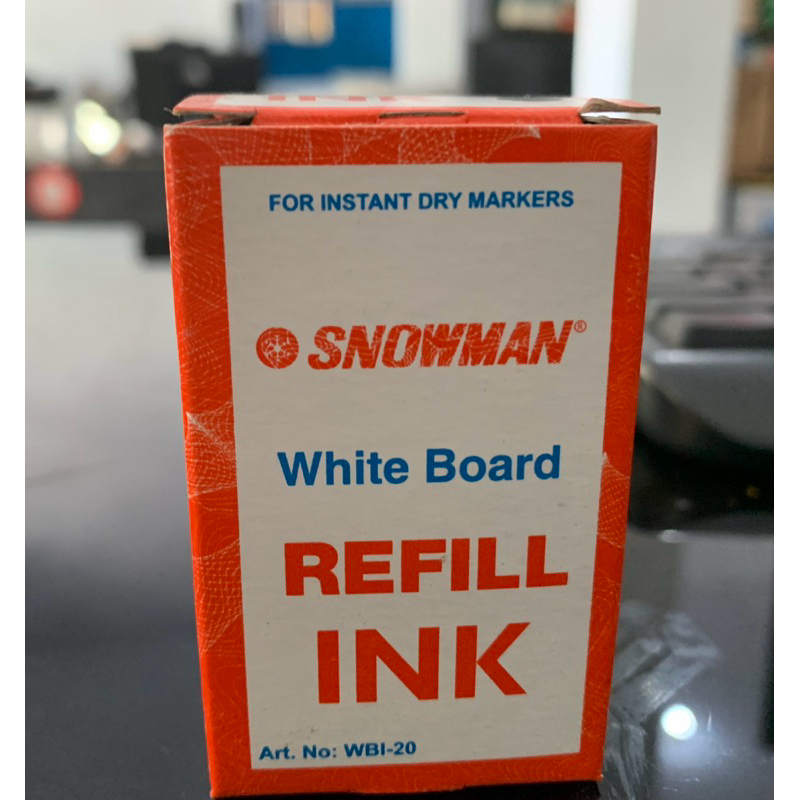 FOR INSTANT DRY MARKERS
SNOWMAN®
White Board
REFILL
INK
Art. No: WBI-20